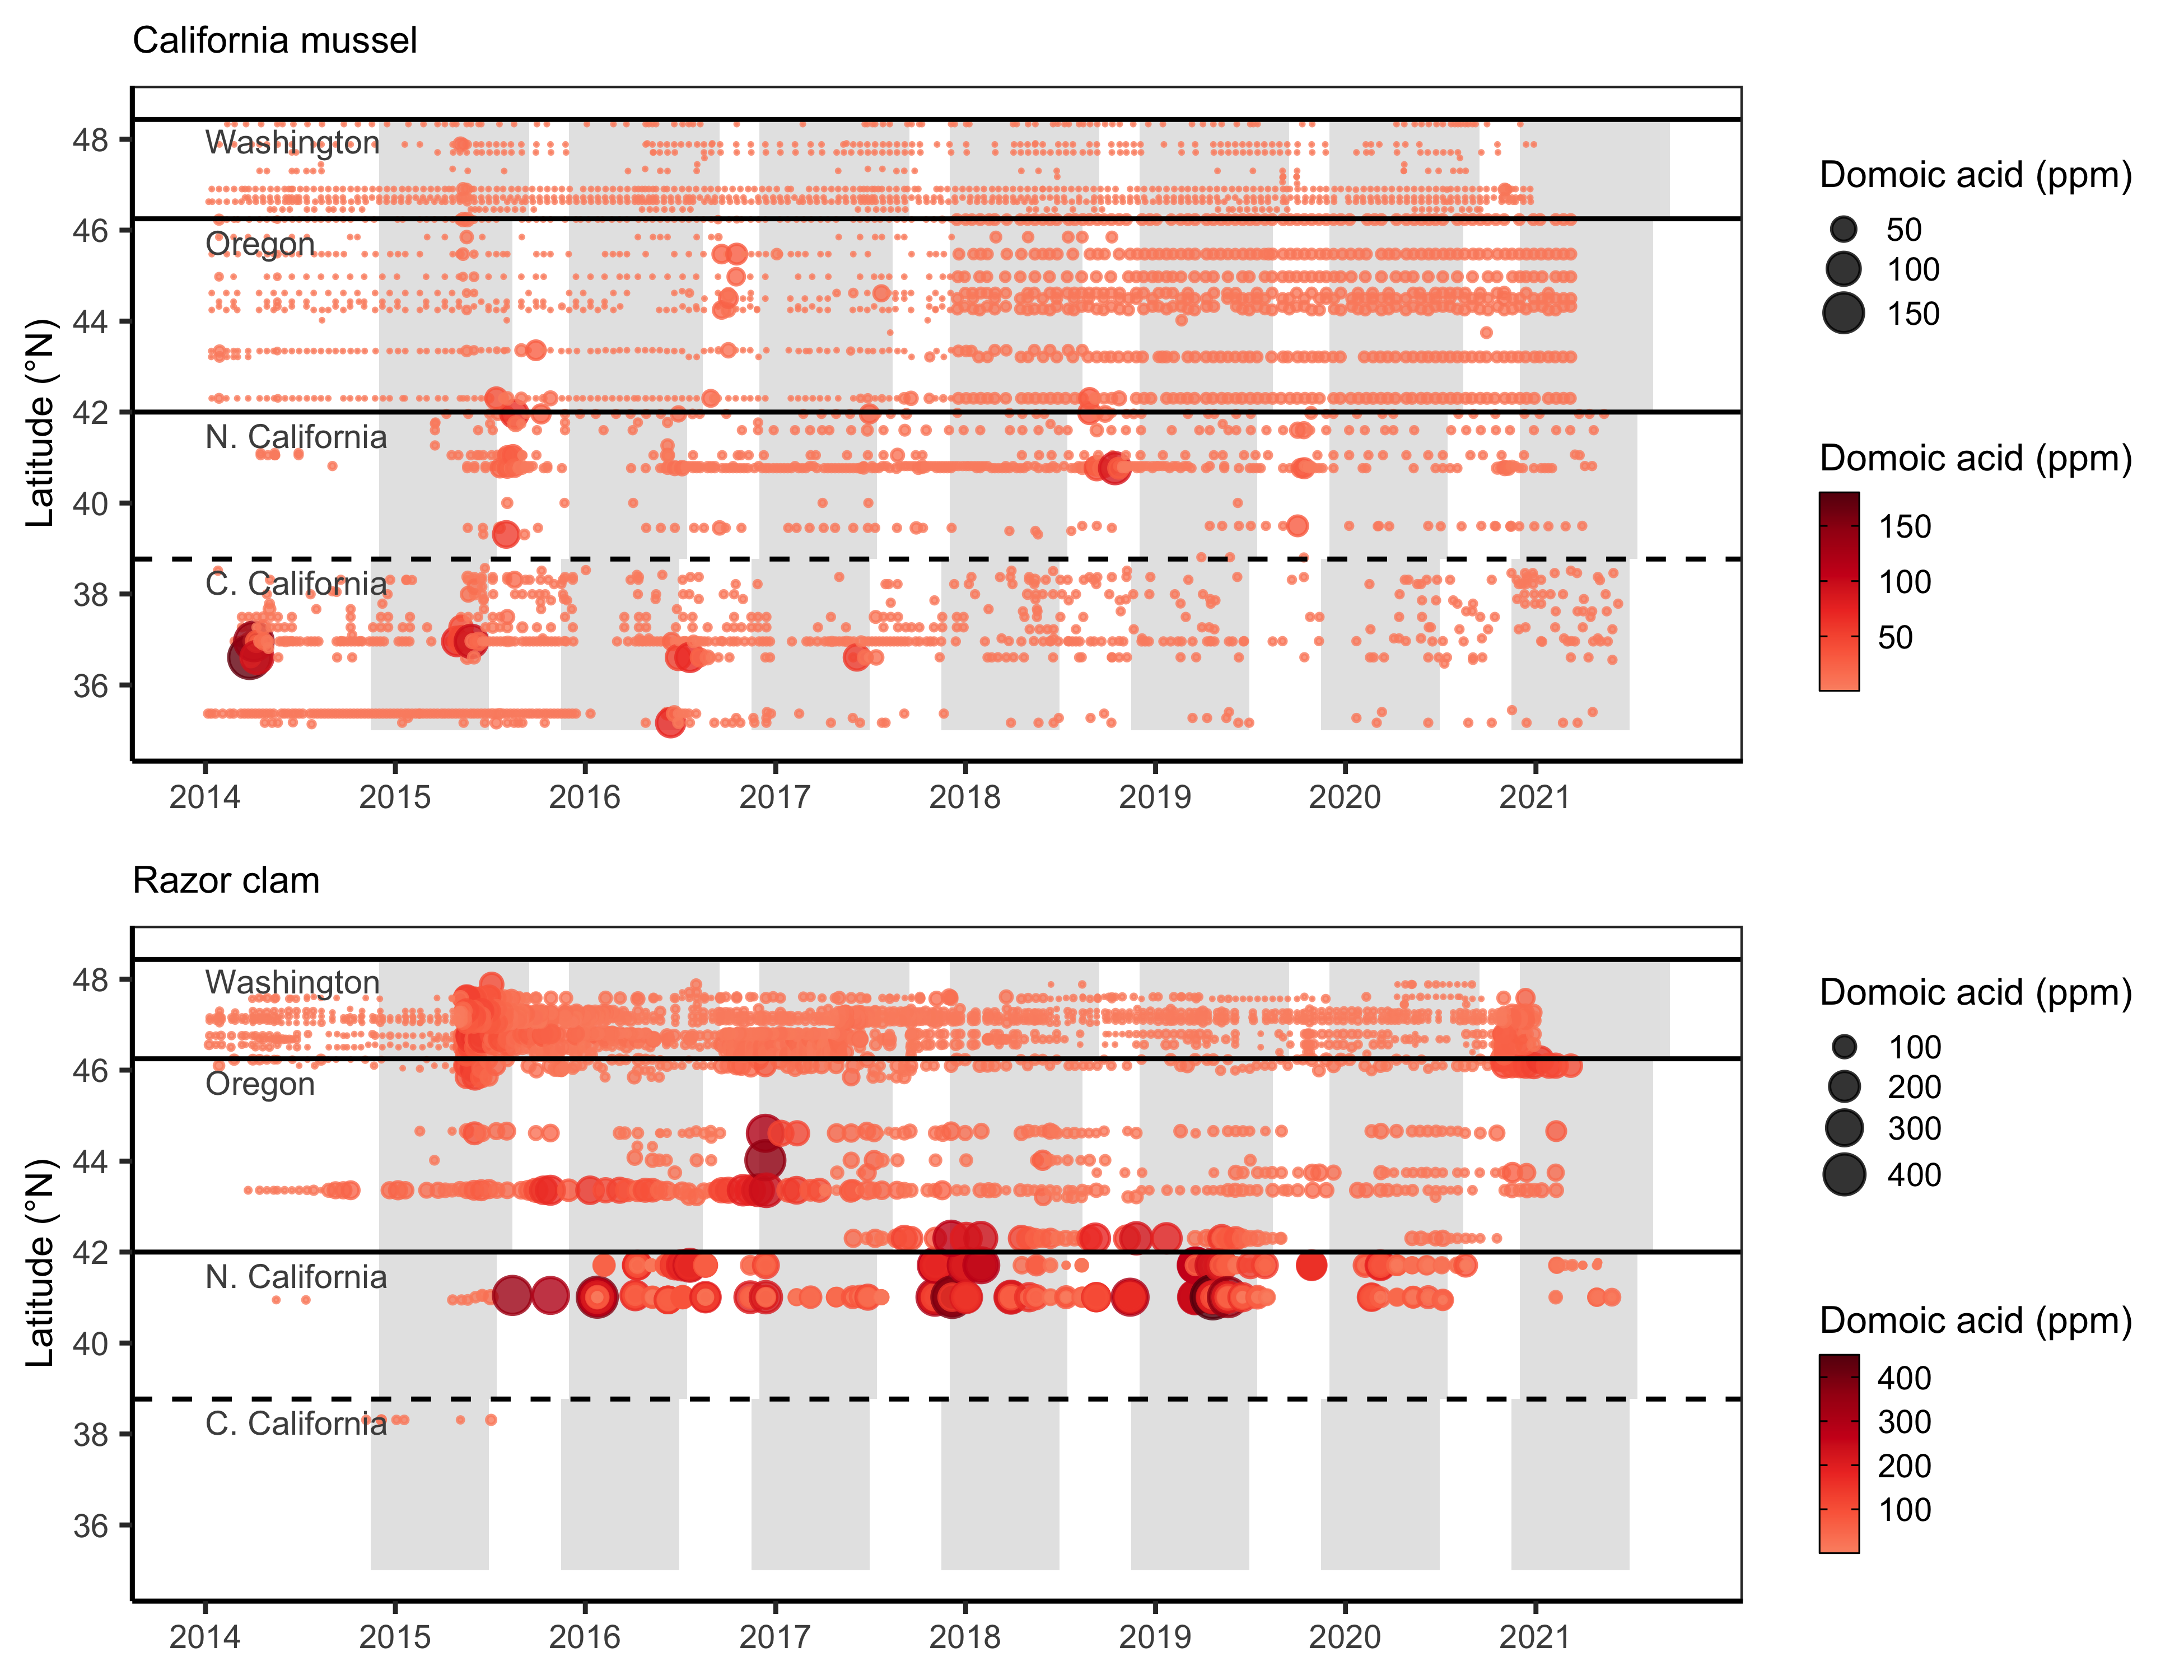 California mussel
Latitude (°N)
48
46
44
42
40
38
36
Washington
Oregon
N. California
C. California
2014 2015 2016 2017 2018 2019 2020 2021
Domoic acid (ppm)
50
100
150
Domoic acid (ppm)
150
100
50
Razor clam
Latitude (°N)
48
46
44
42
40
38
36
Washington
Oregon
N. California
C. California
2014 2015 2016 2017 2018 2019 2020 2021
Domoic acid (ppm)
100
200
300
400
Domoic acid (ppm)
400
300
200
100